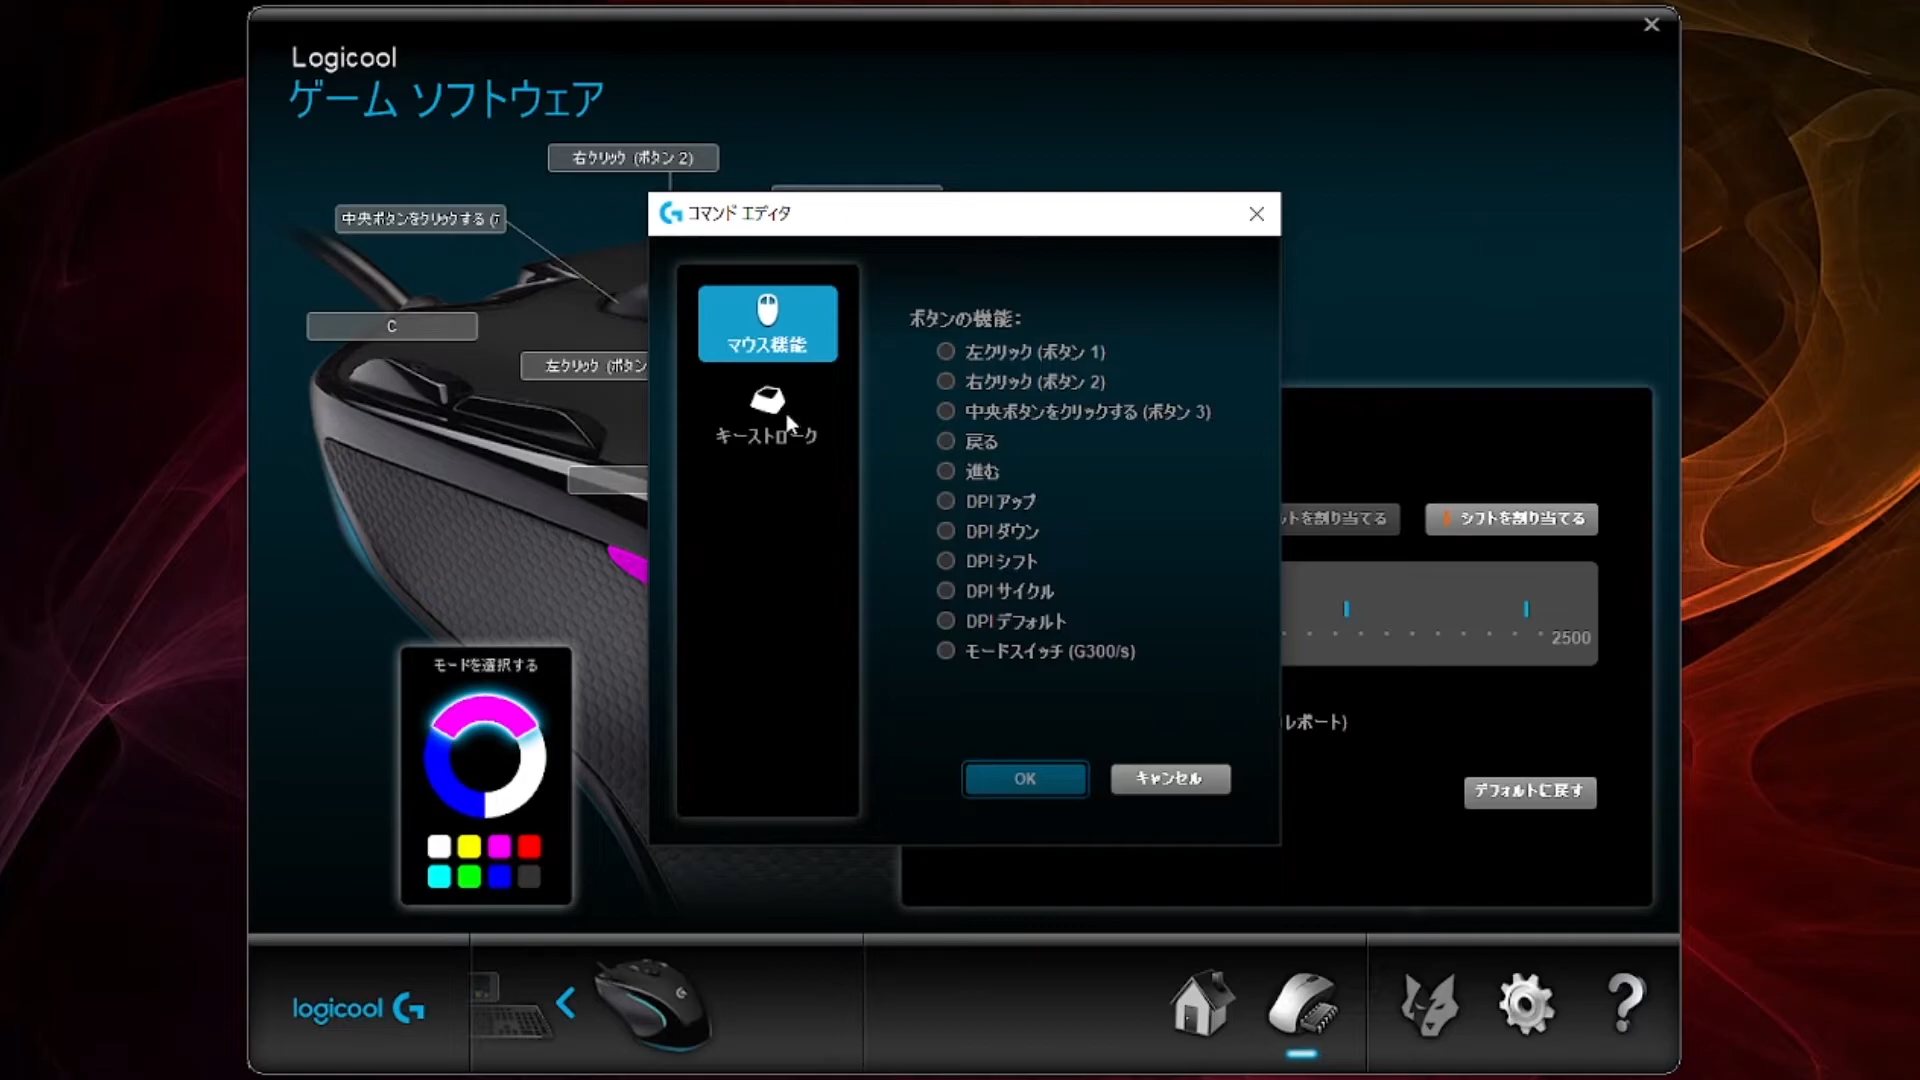 Logicool
ゲーム ソフトウェア
右クリック (ボタン 2)
中央ボタンをクリックする (
C
左クリック (ボタン
コマンド エディタ
マウス機能
キーストローク
ボタンの機能:
左クリック (ボタン 1)
右クリック (ボタン 2)
中央ボタンをクリックする (ボタン 3)
戻る
進む
DPI アップ
DPI ダウン
DPI シフト
DPI サイクル
DPI デフォルト
モードスイッチ (G300/s)
OK
キャンセル
トを割り当てる
シフトを割り当てる
2500
レポート)
デフォルトに戻す
モードを選択する
logicool G